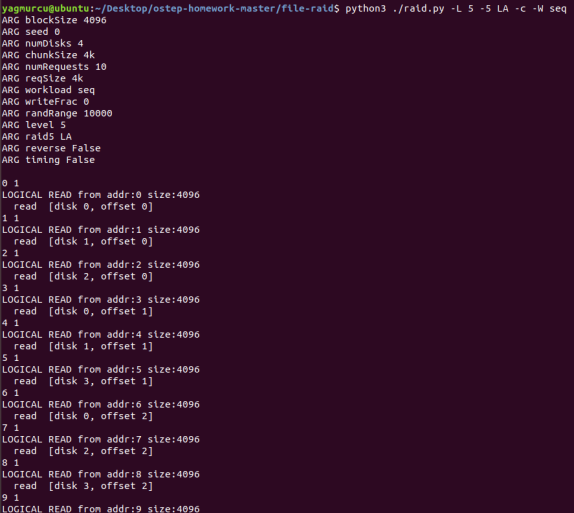 yagmurcu@ubuntu:~/Desktop/ostep-homework-master/file-raid$ python3 ./raid.py -L 5 -5 LA -c -W seq
ARG blockSize 4096
ARG seed 0
ARG numDisks 4
ARG chunkSize 4k
ARG numRequests 10
ARG reqSize 4k
ARG workload seq
ARG writeFrac 0
ARG randRange 10000
ARG level 5
ARG raid5 LA
ARG reverse False
ARG timing False

0 1
LOGICAL READ from addr:0 size:4096
  read  [disk 0, offset 0]
1 1
LOGICAL READ from addr:1 size:4096
  read  [disk 1, offset 0]
2 1
LOGICAL READ from addr:2 size:4096
  read  [disk 2, offset 0]
3 1
LOGICAL READ from addr:3 size:4096
  read  [disk 0, offset 1]
4 1
LOGICAL READ from addr:4 size:4096
  read  [disk 1, offset 1]
5 1
LOGICAL READ from addr:5 size:4096
  read  [disk 3, offset 1]
6 1
LOGICAL READ from addr:6 size:4096
  read  [disk 0, offset 2]
7 1
LOGICAL READ from addr:7 size:4096
  read  [disk 2, offset 2]
8 1
LOGICAL READ from addr:8 size:4096
  read  [disk 3, offset 2]
9 1
LOGICAL READ from addr:9 size:4096